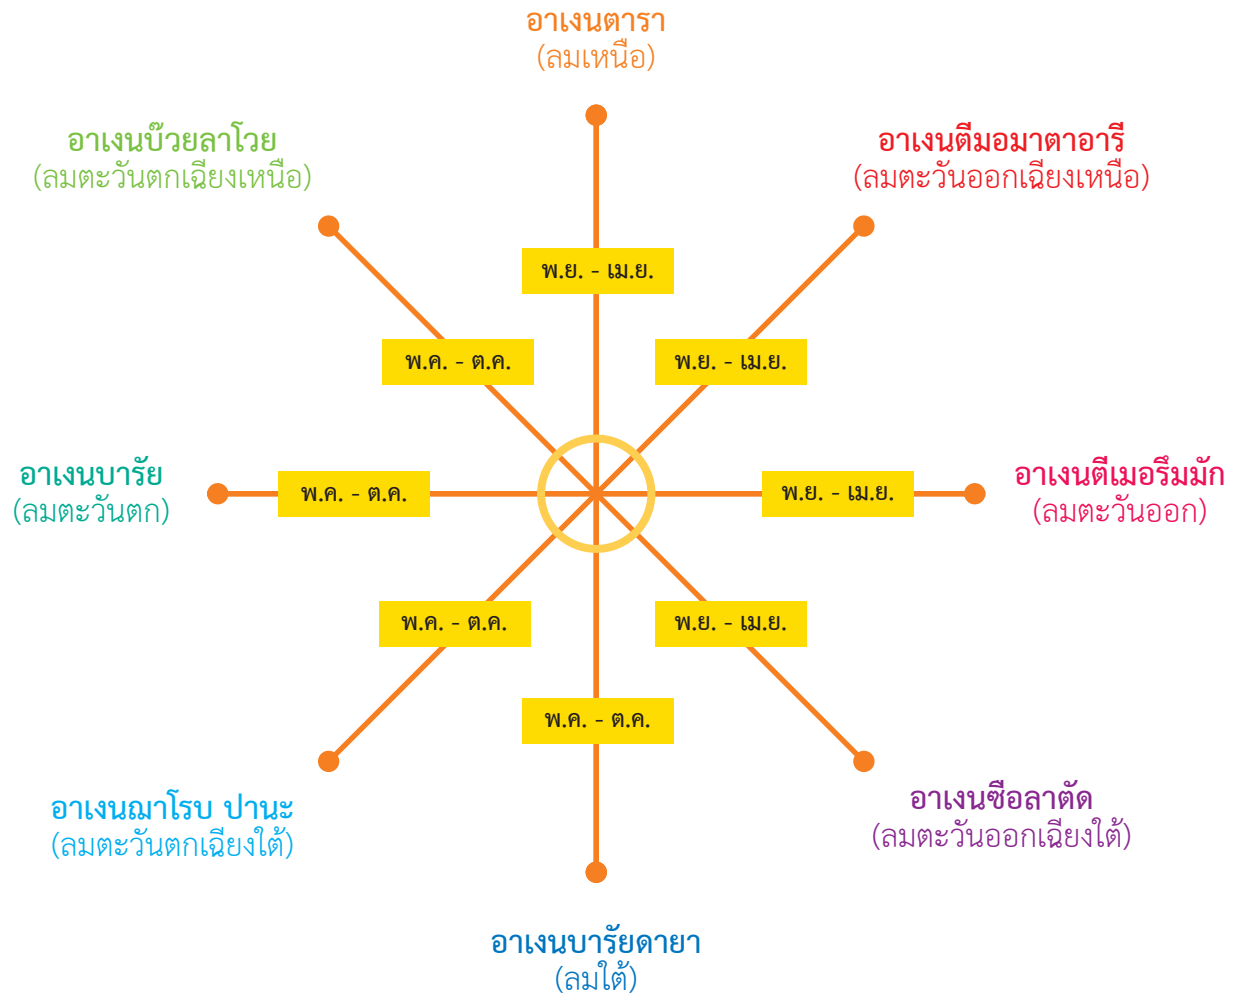 อาเงนตารา
(ลมเหนือ)
อาเงนบ๊วยลาโวย
(ลมตะวันตกเฉียงเหนือ)
อาเงนตีมอมาตาอารี
(ลมตะวันออกเฉียงเหนือ)
พ.ย. - เม.ย.
พ.ค. - ต.ค.
พ.ย. - เม.ย.
อาเงนบารัย
(ลมตะวันตก)
พ.ค. - ต.ค.
พ.ย. - เม.ย.
อาเงนตีเมอรึมมัก
(ลมตะวันออก)
พ.ค. - ต.ค.
พ.ย. - เม.ย.
พ.ค. - ต.ค.
อาเงนฌาโรบ ปานะ
(ลมตะวันตกเฉียงใต้)
อาเงนซือลาตัด
(ลมตะวันออกเฉียงใต้)
อาเงนบารัยดายา
(ลมใต้)